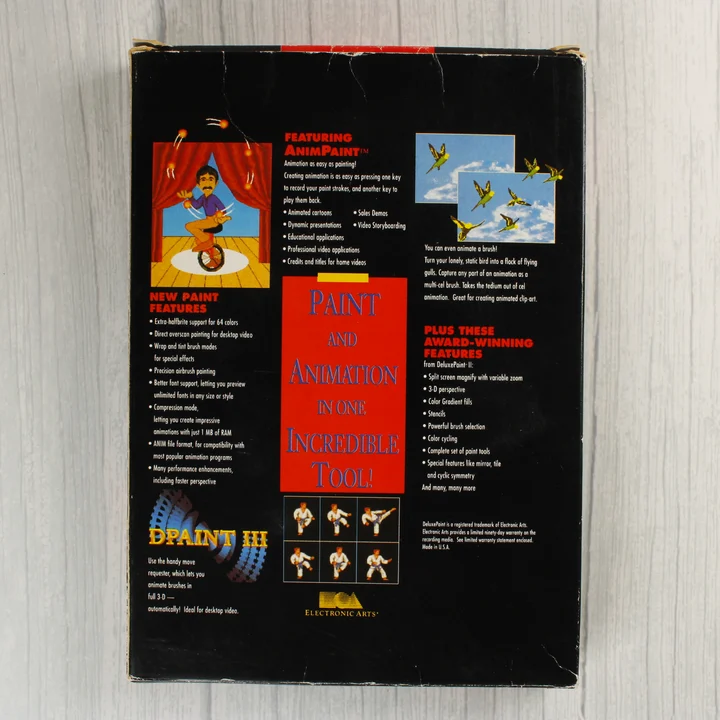 FEATURING
ANIMPAINT™
Animation as easy as painting!
Creating animation is as easy as pressing one key
to record your paint strokes, and another key to
play them back.
• Animated cartoons
• Dynamic presentations
• Educational applications
• Professional video applications
• Credits and titles for home videos
• Sales Demos
• Video Storyboarding
You can even animate a brush!
Turn your lonely, static bird into a flock of flying
gulls. Capture any part of an animation as a
multi-cel brush. Takes the tedium out of cel
animation. Great for creating animated clip-art.
NEW PAINT
FEATURES
• Extra-halfbrite support for 64 colors
• Direct overscan painting for desktop video
• Wrap and tint brush modes
for special effects
• Precision airbrush painting
• Better font support, letting you preview
unlimited fonts in any size or style
• Compression mode,
letting you create impressive
animations with just 1 MB of RAM
• ANIM file format, for compatibility with
most popular animation programs
• Many performance enhancements,
including faster perspective
PAINT
AND
ANIMATION
IN ONE
INCREDIBLE
TOOL!
PLUS THESE
AWARD-WINNING
FEATURES
from DeluxePaint® II:
• Split screen magnify with variable zoom
• 3-D perspective
• Color Gradient fills
• Stencils
• Powerful brush selection
• Color cycling
• Complete set of paint tools
• Special features like mirror, tile
and cyclic symmetry
And many, many more
DPAINT III
Use the handy move
requester, which lets you
animate brushes in
full 3-D —
automatically! Ideal for desktop video.
DeluxePaint is a registered trademark of Electronic Arts.
Electronic Arts provides a limited ninety-day warranty on the
recording media. See limited warranty statement enclosed.
Made in U.S.A.
ELECTRONIC ARTS®